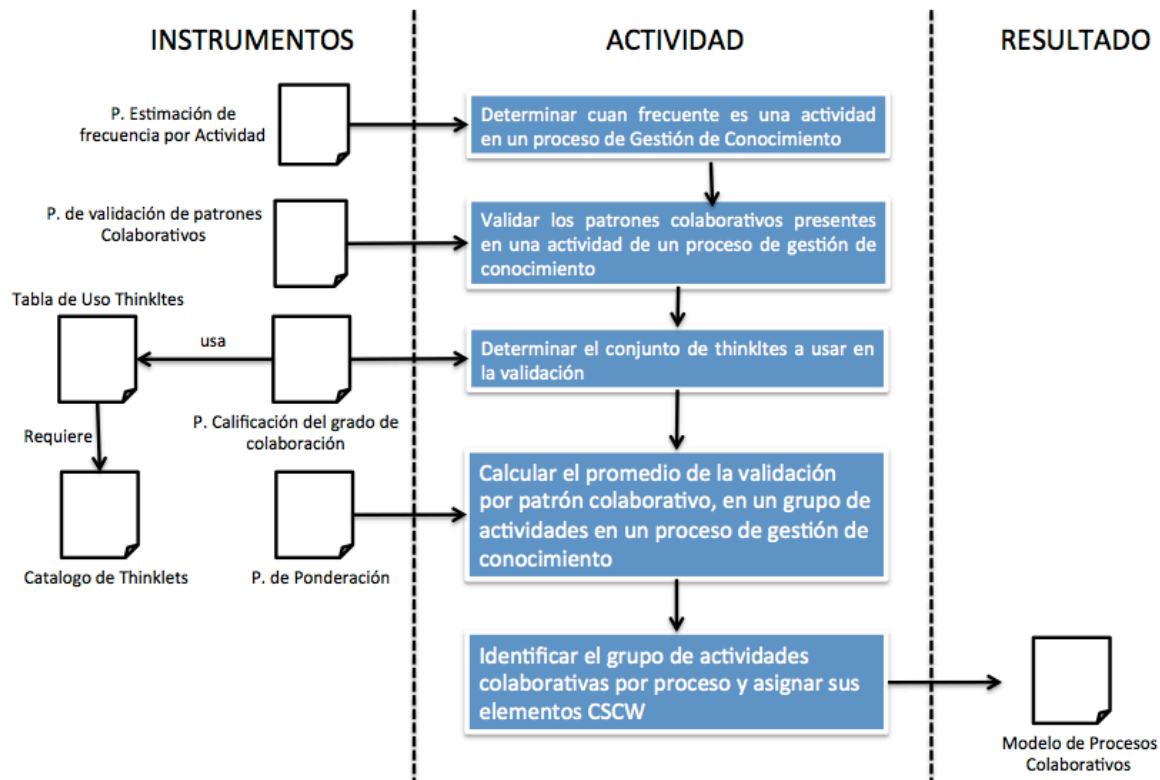 INSTRUMENTOS
ACTIVIDAD
RESULTADO
P. Estimación de
frecuencia por Actividad
Determinar cuan frecuente es una actividad
en un proceso de Gestión de Conocimiento
P. de validación de patrones
Colaborativos
Validar los patrones colaborativos presentes
en una actividad de un proceso de gestión de
conocimiento
Tabla de Uso Thinkltes
usa
Determinar el conjunto de thinkltes a usar en
la validación
P. Calificación del grado de
colaboración
Requiere
Calcular el promedio de la validación
por patrón colaborativo, en un grupo de
actividades en un proceso de gestión de
conocimiento
Catalogo de Thinklets
P. de Ponderación
Identificar el grupo de actividades
colaborativas por proceso y asignar sus
elementos CSCW
Modelo de Procesos
Colaborativos